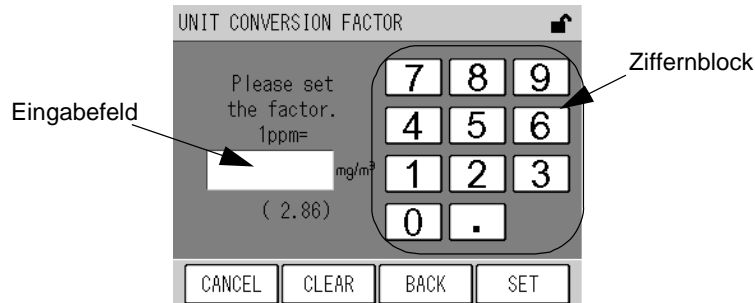 UNIT CONVERSION FACTOR
Eingabefeld
Please set
the factor.
1ppm=
mg/m³
( 2.86)
Ziffernblock
7 8 9
4 5 6
1 2 3
0 .
CANCEL CLEAR BACK SET